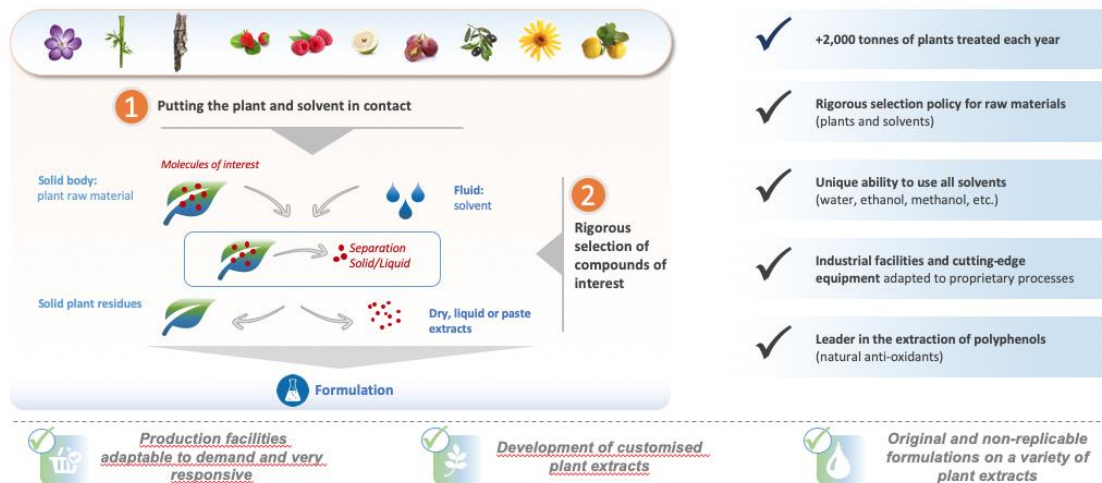 1 Putting the plant and solvent in contact
Molecules of interest
Solid body:
plant raw material
Fluid:
solvent
Separation
Solid/Liquid
Solid plant residues
Dry, liquid or paste
extracts
2
Rigorous
selection of
compounds of
interest
Formulation
+2,000 tonnes of plants treated each year
Rigorous selection policy for raw materials
(plants and solvents)
Unique ability to use all solvents
(water, ethanol, methanol, etc.)
Industrial facilities and cutting-edge
equipment adapted to proprietary processes
Leader in the extraction of polyphenols
(natural anti-oxidants)
Production facilities
adaptable to demand and very
responsive
Development of customised
plant extracts
Original and non-replicable
formulations on a variety of
plant extracts